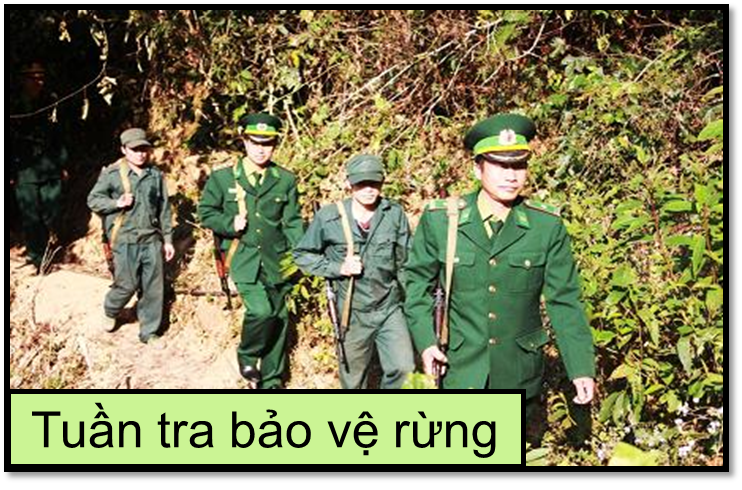 Tuần tra bảo vệ rừng